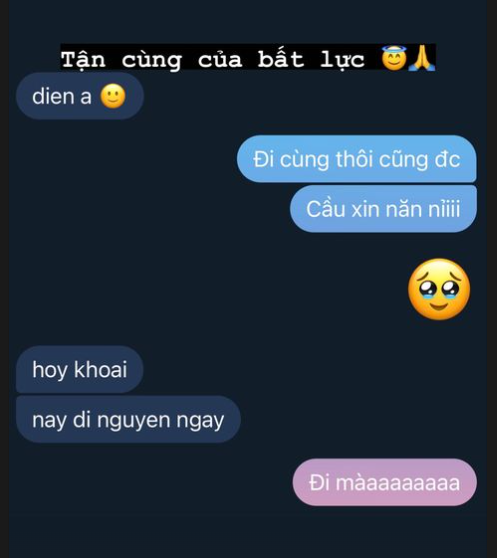 Tận cùng của bất lực 😇🙏
dien a 🙂
Đi cùng thôi cũng đc
Cầu xin năn nỉiii
🥹
hoy khoai
nay di nguyen ngay
Đi màaaaaaaaa